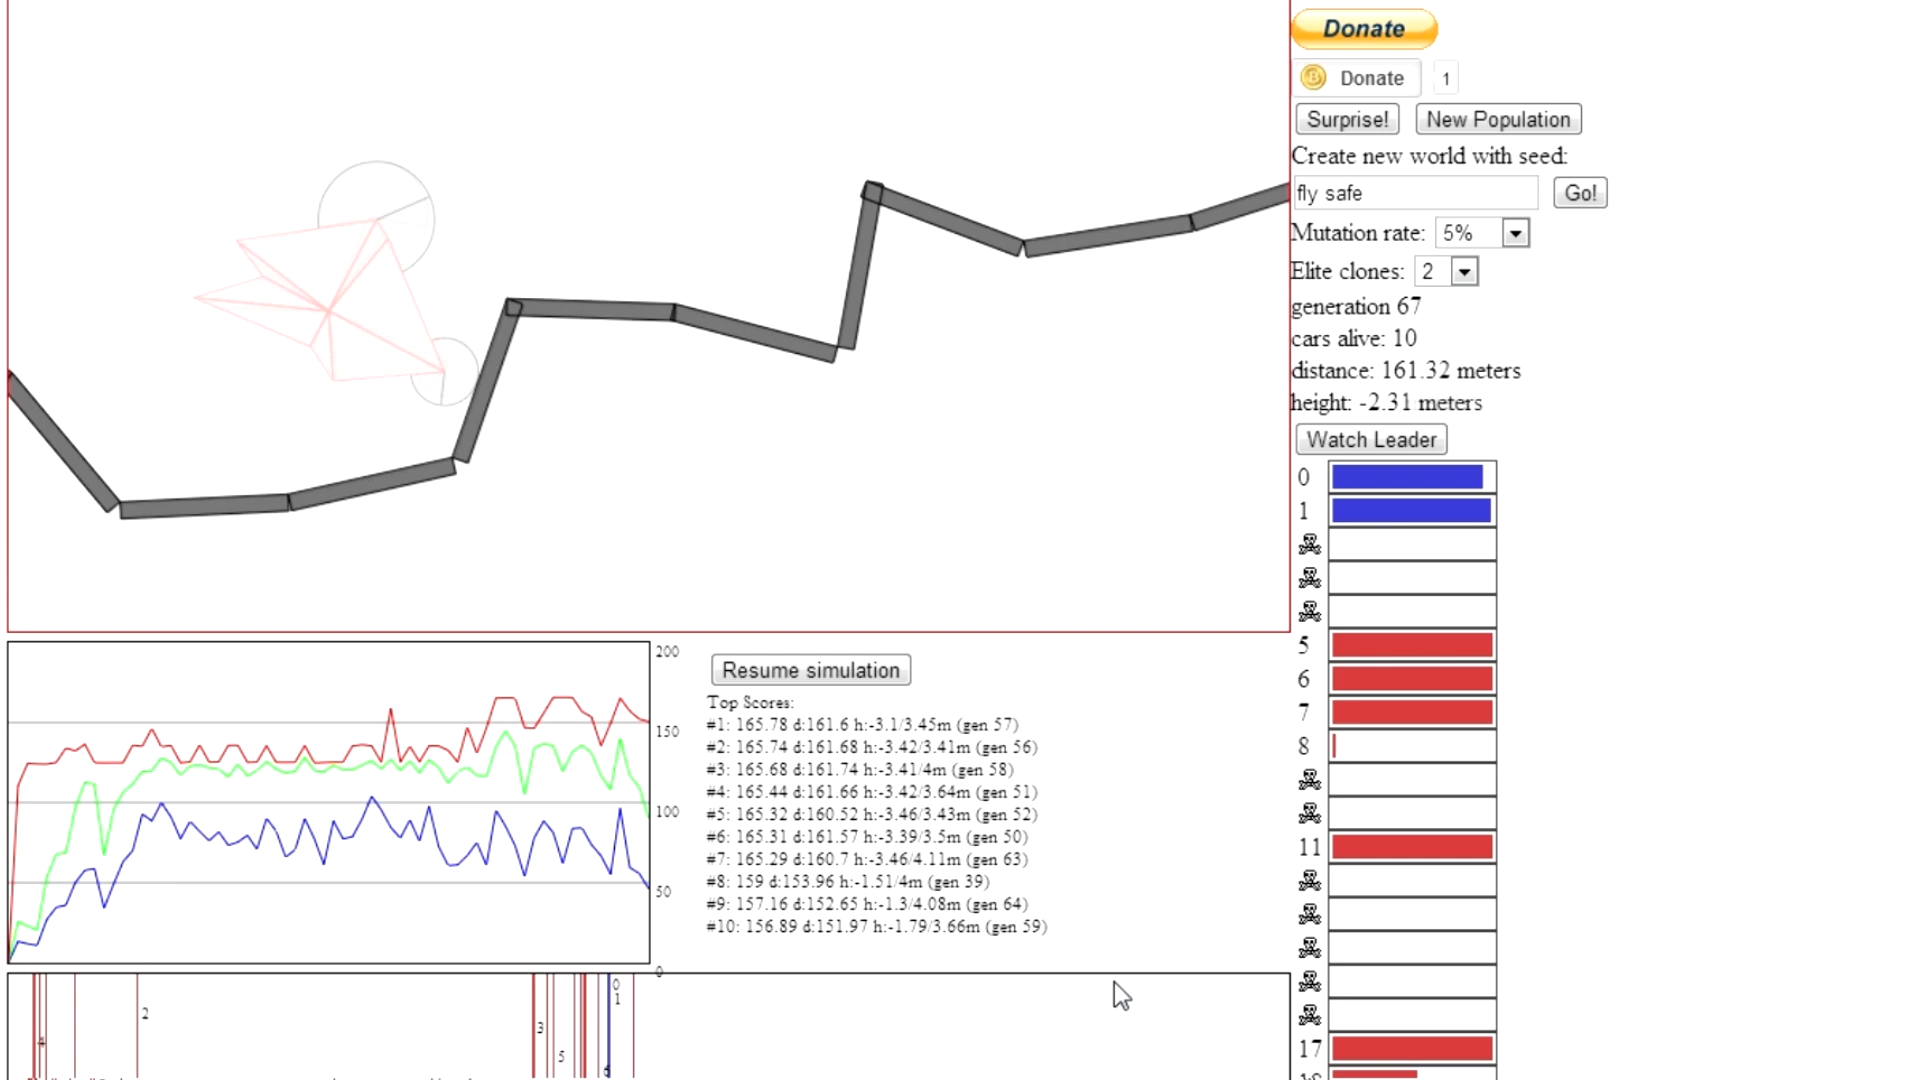 Donate
Donate 1
Surprise! New Population
Create new world with seed:
fly safe Go!
Mutation rate: 5%
Elite clones: 2
generation 67
cars alive: 10
distance: 161.32 meters
height: -2.31 meters
Watch Leader
0
1
5
6
7
8
11
17
200
150
100
50
0
Resume simulation
Top Scores:
#1: 165.78 d:161.6 h:-3.1/3.45m (gen 57)
#2: 165.74 d:161.68 h:-3.42/3.41m (gen 56)
#3: 165.68 d:161.74 h:-3.41/4m (gen 58)
#4: 165.44 d:161.66 h:-3.42/3.64m (gen 51)
#5: 165.32 d:160.52 h:-3.46/3.43m (gen 52)
#6: 165.31 d:161.57 h:-3.39/3.5m (gen 50)
#7: 165.29 d:160.7 h:-3.46/4.11m (gen 63)
#8: 159 d:153.96 h:-1.51/4m (gen 39)
#9: 157.16 d:152.65 h:-1.3/4.08m (gen 64)
#10: 156.89 d:151.97 h:-1.79/3.66m (gen 59)
0
1
2
3
4
5